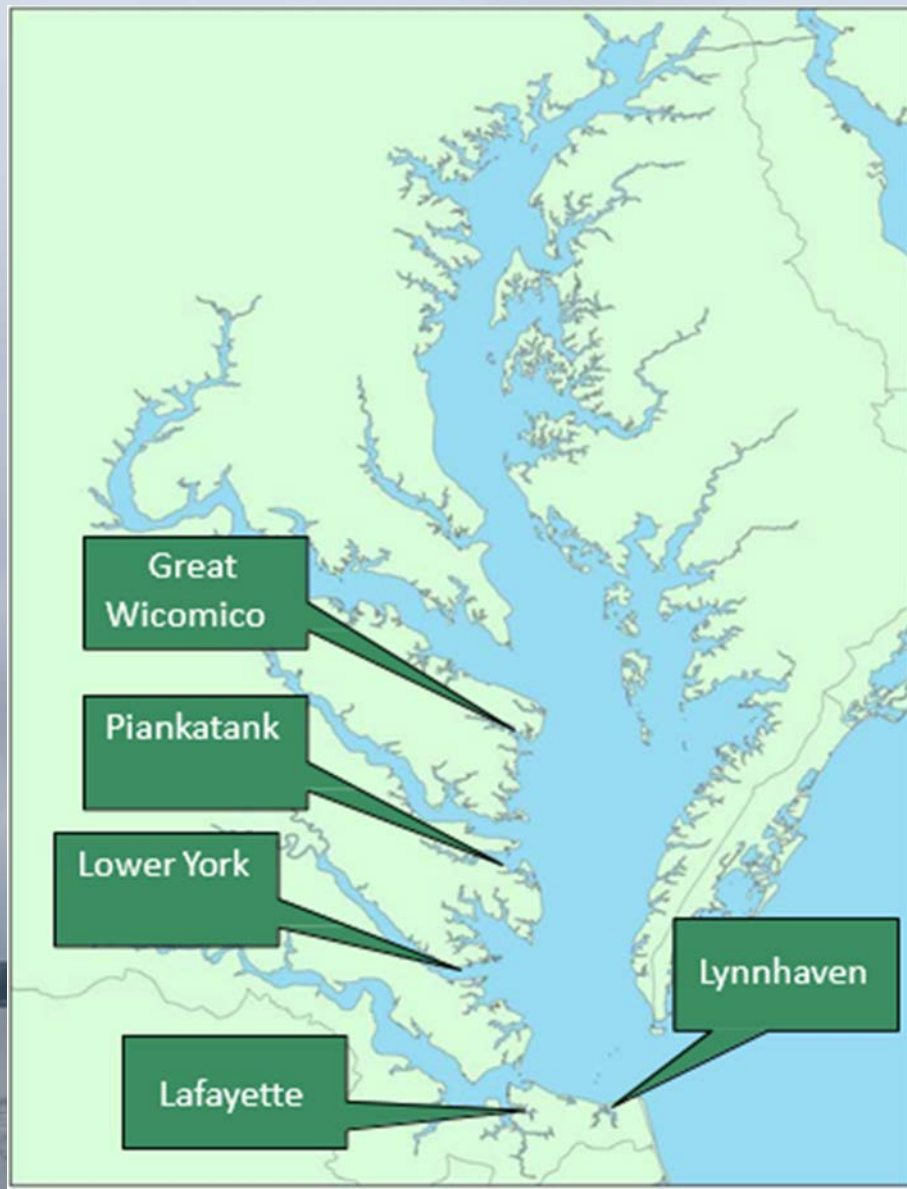 Great
Wicomico
Piankatank
Lower York
Lynnhaven
Lafayette